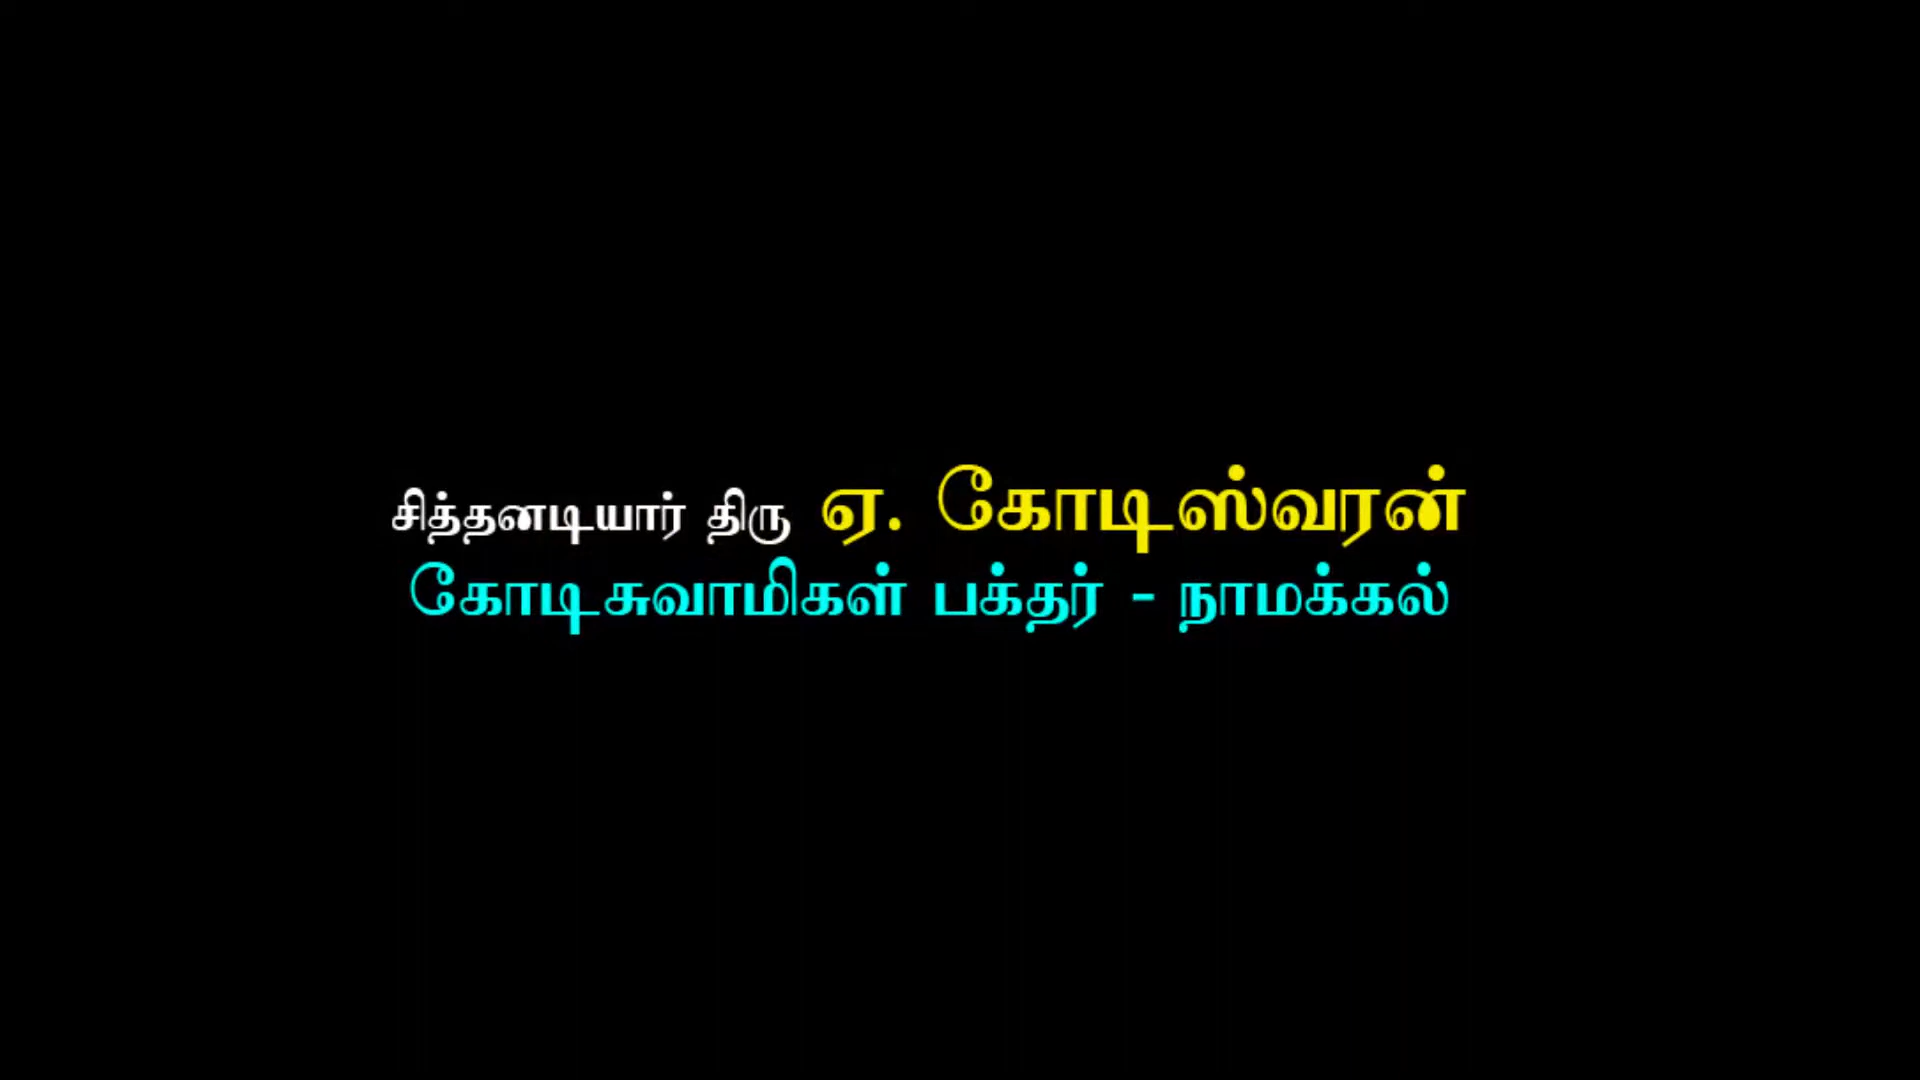 சித்தனடியார் திரு ஏ. கோடிஸ்வரன்
கோடிசுவாமிகள் பக்தர் - நாமக்கல்